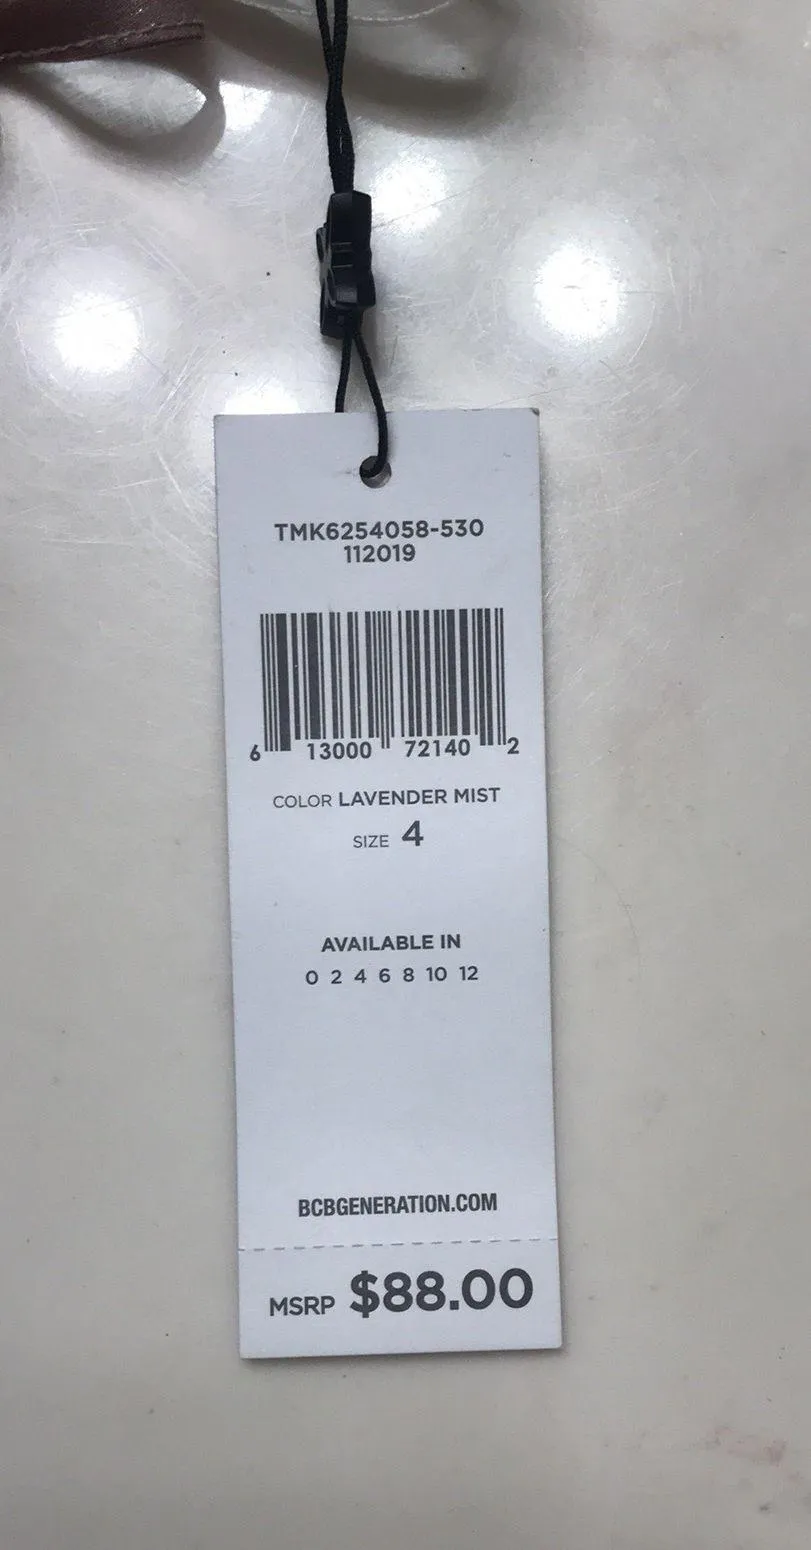 TMK6254058-530
112019
6 13000 72140 2
COLOR LAVENDER MIST
SIZE 4
AVAILABLE IN
0 2 4 6 8 10 12
BCBGENERATION.COM
MSRP $88.00